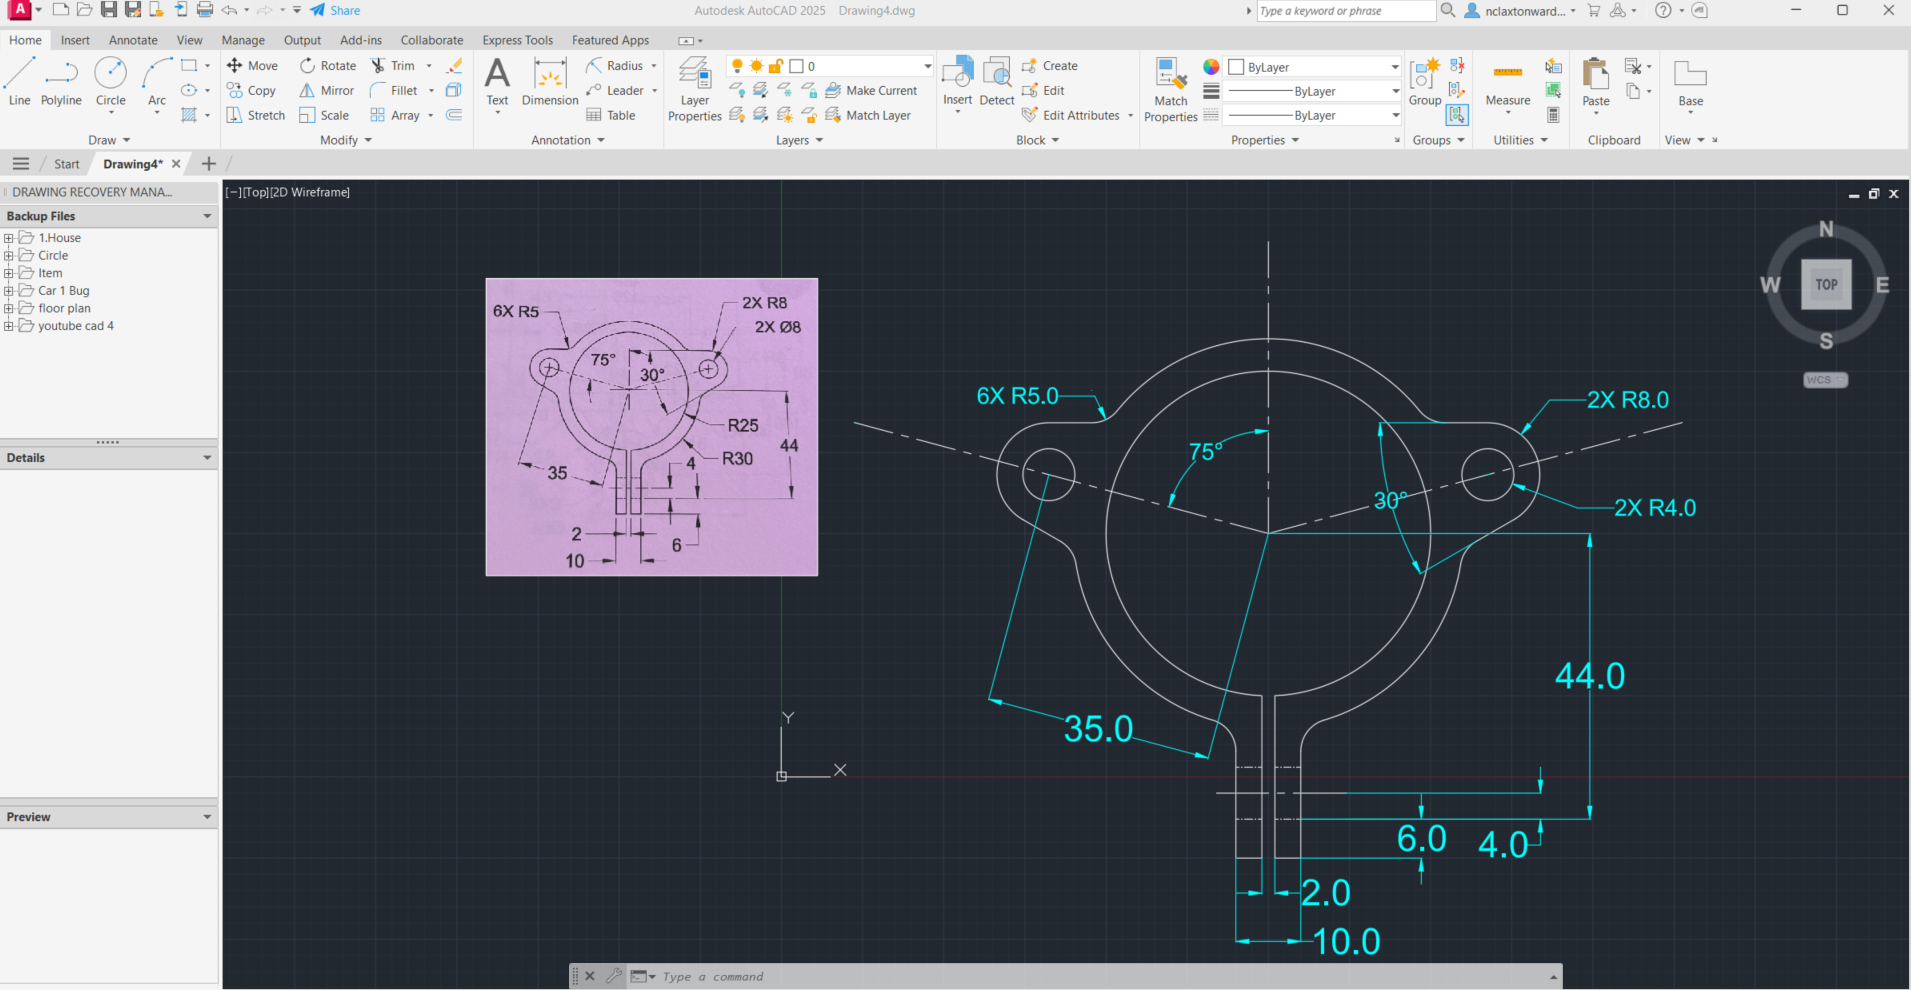 A Share Autodesk AutoCAD 2025 Drawing4.dwg Type a keyword or phrase nclaxtonward... ?
Home Insert Annotate View Manage Output Add-ins Collaborate Express Tools Featured Apps
Line Polyline Circle Arc
Draw
Move Rotate Trim
Copy Mirror Fillet
Stretch Scale Array
Modify
A Text Dimension
Radius
Leader
Table
Annotation
Layer Properties
0
Make Current
Match Layer
Layers
Insert Detect
Create
Edit
Edit Attributes
Block
Match Properties
ByLayer
ByLayer
ByLayer
Properties
Group
Groups
Measure
Utilities
Paste
Clipboard
Base
View
Start Drawing4*
DRAWING RECOVERY MANA...
Backup Files
1.House
Circle
Item
Car 1 Bug
floor plan
youtube cad 4
Details
Preview
[−][Top][2D Wireframe]
N
W TOP E
S
WCS
6X R5
2X R8
2X Ø8
75°
30°
R25
44
R30
4
35
2
6
10
6X R5.0
2X R8.0
75°
30°
2X R4.0
44.0
35.0
6.0
4.0
2.0
10.0
Y
X
Type a command